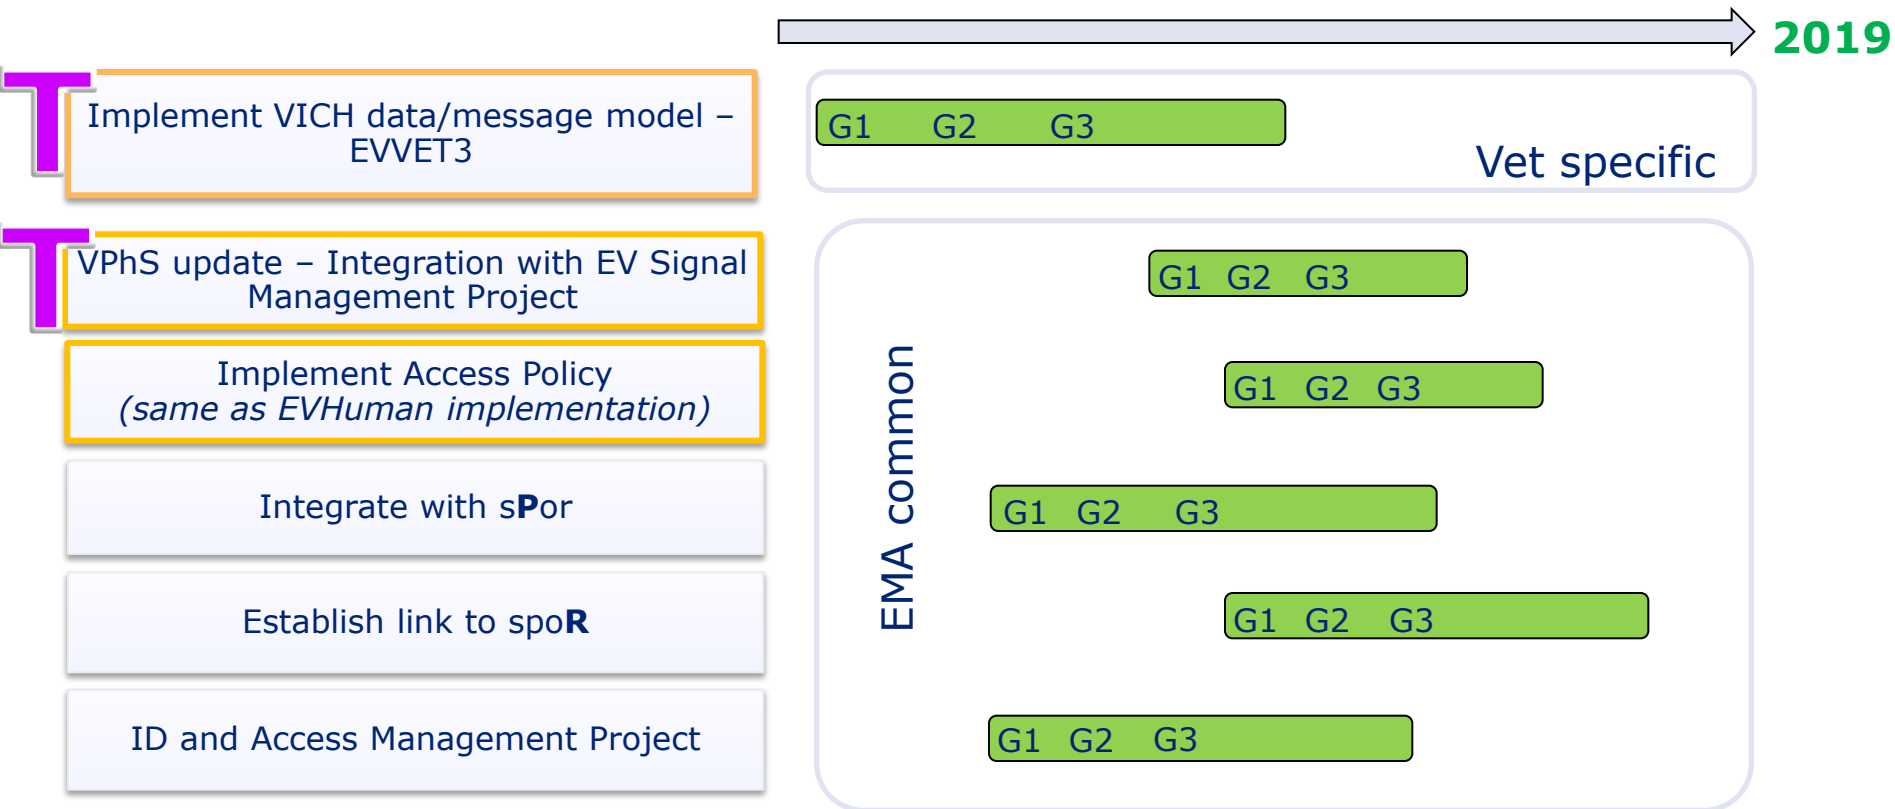 2019
T
Implement VICH data/message model –
EVVET3
G1 G2 G3
Vet specific
T
VPhS update – Integration with EV Signal
Management Project
G1 G2 G3
Implement Access Policy
(same as EVHuman implementation)
G1 G2 G3
EMA common
Integrate with sPor
G1 G2 G3
Establish link to spoR
G1 G2 G3
ID and Access Management Project
G1 G2 G3